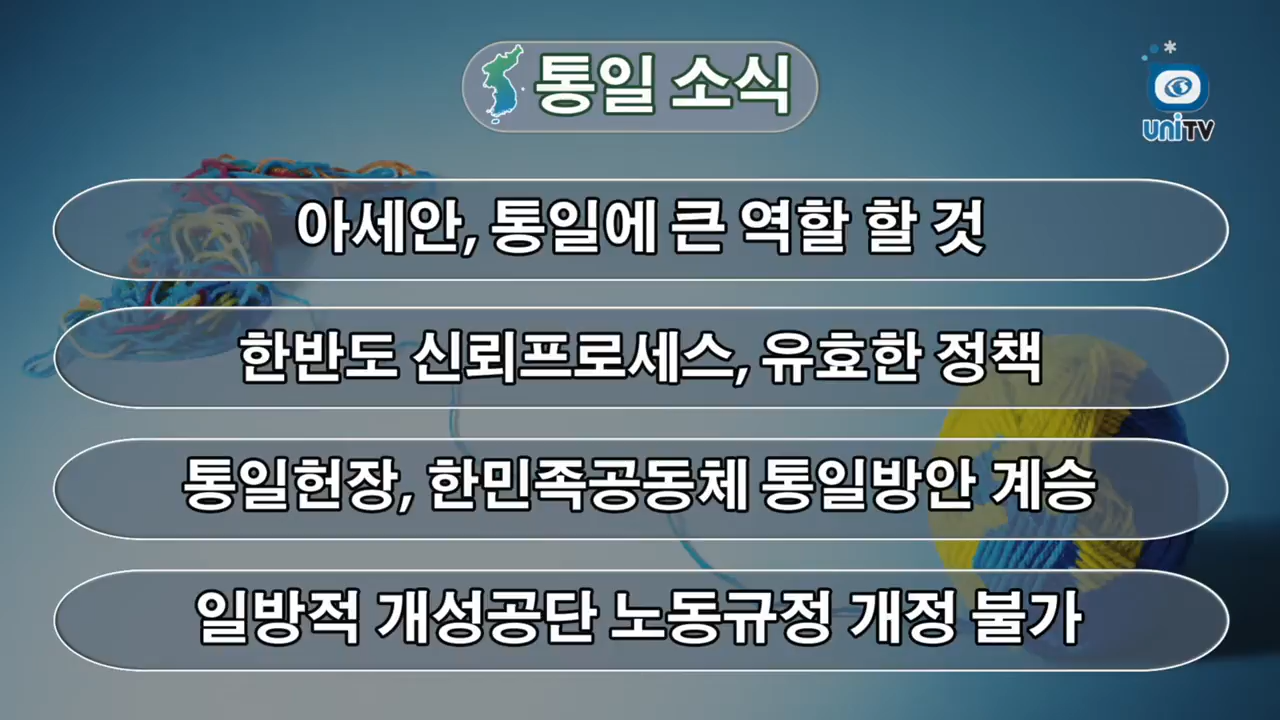 통일 소식
uniTV
아세안, 통일에 큰 역할 할 것
한반도 신뢰프로세스, 유효한 정책
통일헌장, 한민족공동체 통일방안 계승
일방적 개성공단 노동규정 개정 불가